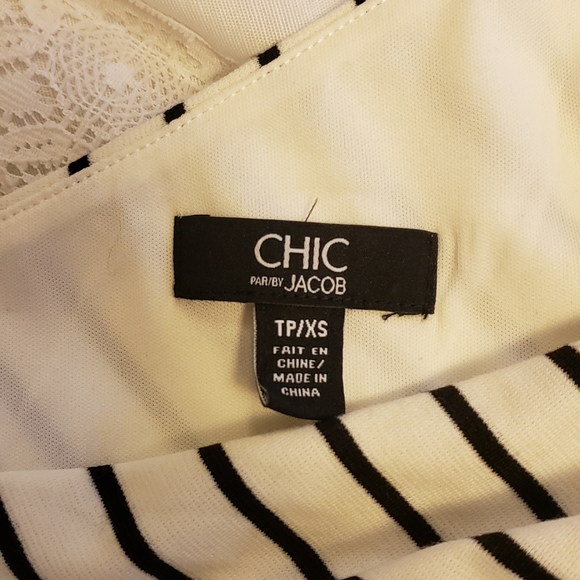 CHIC
PAR/BY JACOB
TP/XS
FAIT EN
CHINE/
MADE IN
CHINA